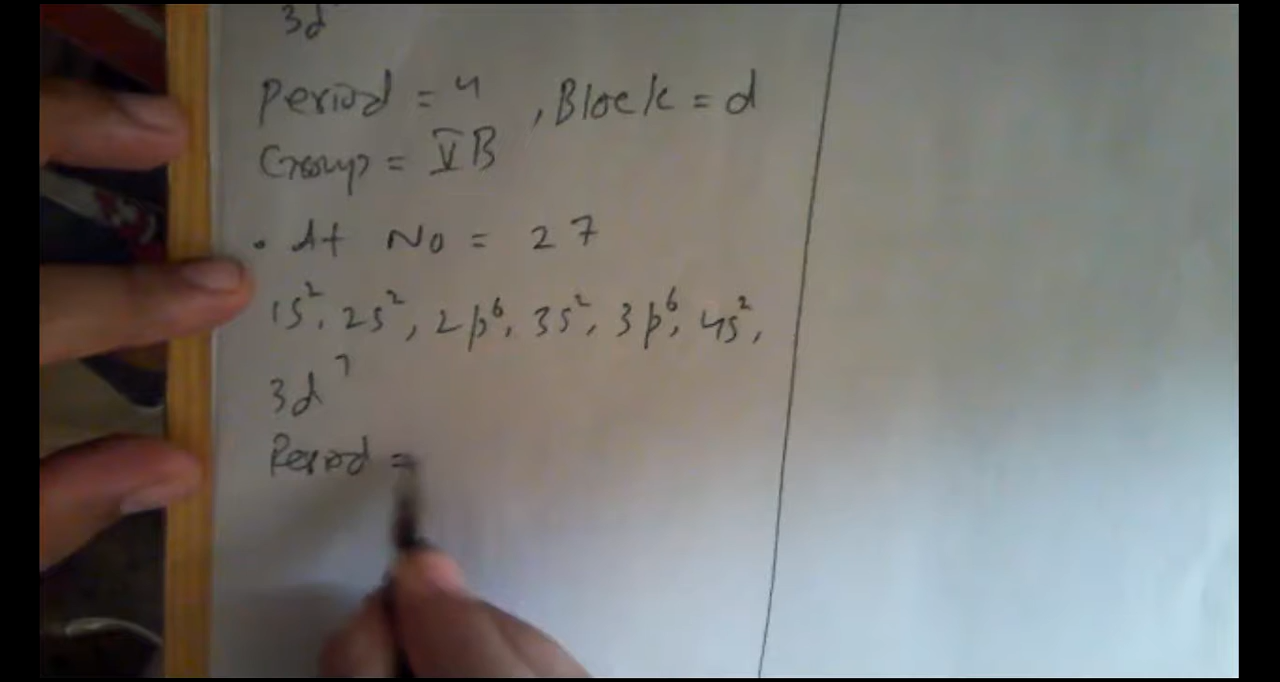 3d
Period = 4 , Block = d
Group = VB
• At No = 27
1s², 2s², 2p⁶, 3s², 3p⁶, 4s²,
3d⁷
Period =